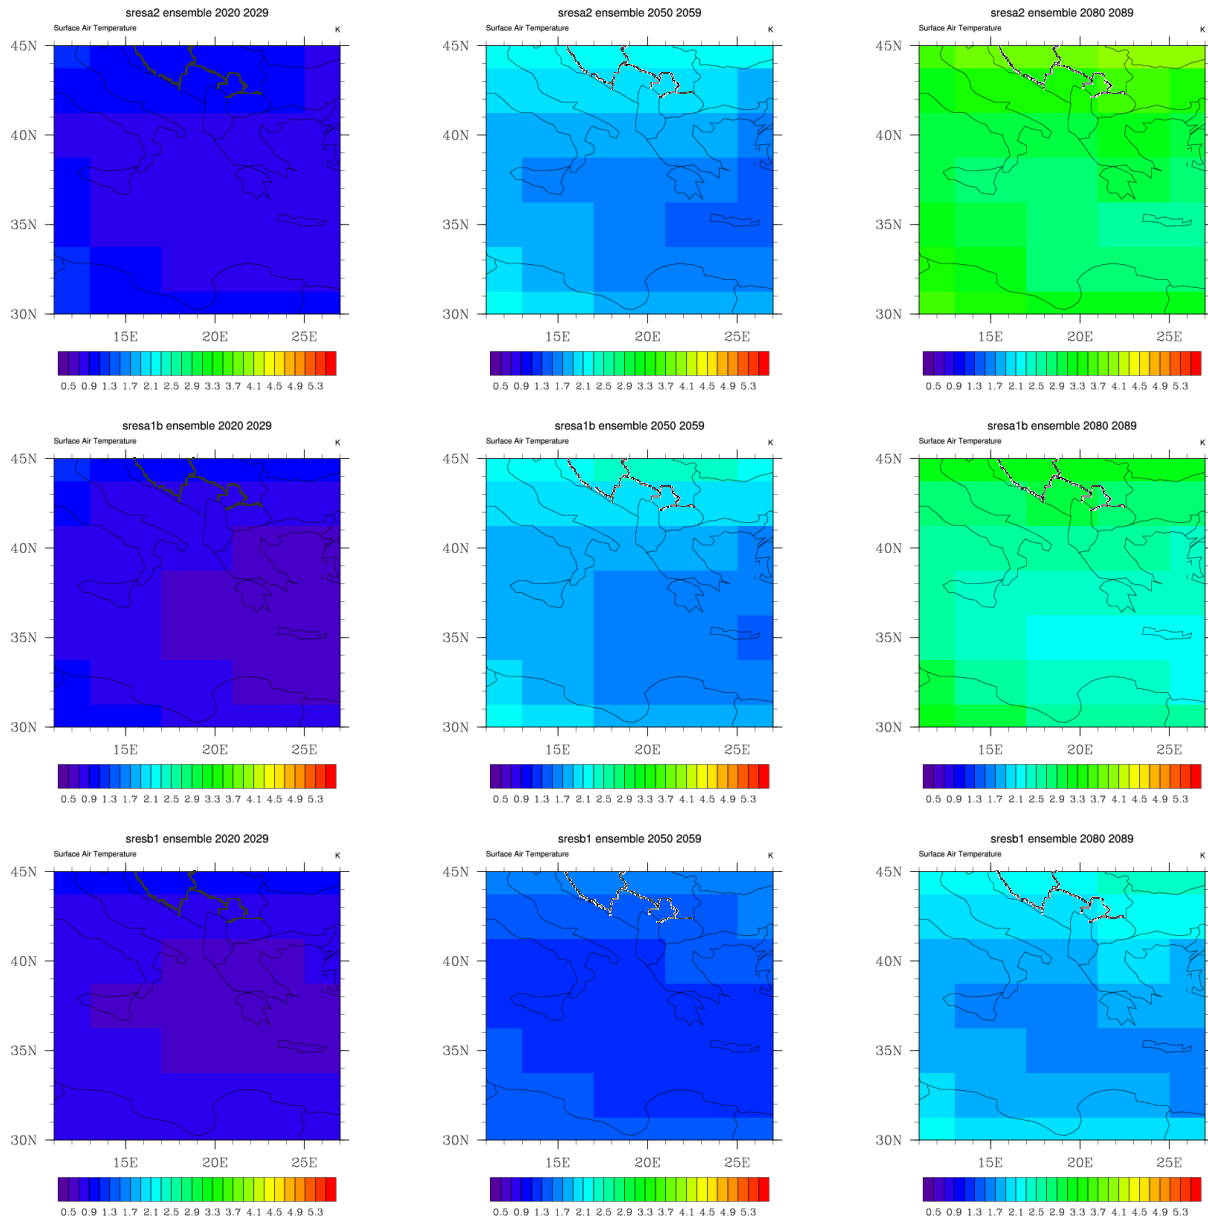 sresa2 ensemble 2020 2029
Surface Air Temperature K
45N
40N
35N
30N
15E 20E 25E
0.5 0.9 1.3 1.7 2.1 2.5 2.9 3.3 3.7 4.1 4.5 4.9 5.3
sresa2 ensemble 2050 2059
Surface Air Temperature K
45N
40N
35N
30N
15E 20E 25E
0.5 0.9 1.3 1.7 2.1 2.5 2.9 3.3 3.7 4.1 4.5 4.9 5.3
sresa2 ensemble 2080 2089
Surface Air Temperature K
45N
40N
35N
30N
15E 20E 25E
0.5 0.9 1.3 1.7 2.1 2.5 2.9 3.3 3.7 4.1 4.5 4.9 5.3
sresa1b ensemble 2020 2029
Surface Air Temperature K
45N
40N
35N
30N
15E 20E 25E
0.5 0.9 1.3 1.7 2.1 2.5 2.9 3.3 3.7 4.1 4.5 4.9 5.3
sresa1b ensemble 2050 2059
Surface Air Temperature K
45N
40N
35N
30N
15E 20E 25E
0.5 0.9 1.3 1.7 2.1 2.5 2.9 3.3 3.7 4.1 4.5 4.9 5.3
sresa1b ensemble 2080 2089
Surface Air Temperature K
45N
40N
35N
30N
15E 20E 25E
0.5 0.9 1.3 1.7 2.1 2.5 2.9 3.3 3.7 4.1 4.5 4.9 5.3
sresb1 ensemble 2020 2029
Surface Air Temperature K
45N
40N
35N
30N
15E 20E 25E
0.5 0.9 1.3 1.7 2.1 2.5 2.9 3.3 3.7 4.1 4.5 4.9 5.3
sresb1 ensemble 2050 2059
Surface Air Temperature K
45N
40N
35N
30N
15E 20E 25E
0.5 0.9 1.3 1.7 2.1 2.5 2.9 3.3 3.7 4.1 4.5 4.9 5.3
sresb1 ensemble 2080 2089
Surface Air Temperature K
45N
40N
35N
30N
15E 20E 25E
0.5 0.9 1.3 1.7 2.1 2.5 2.9 3.3 3.7 4.1 4.5 4.9 5.3